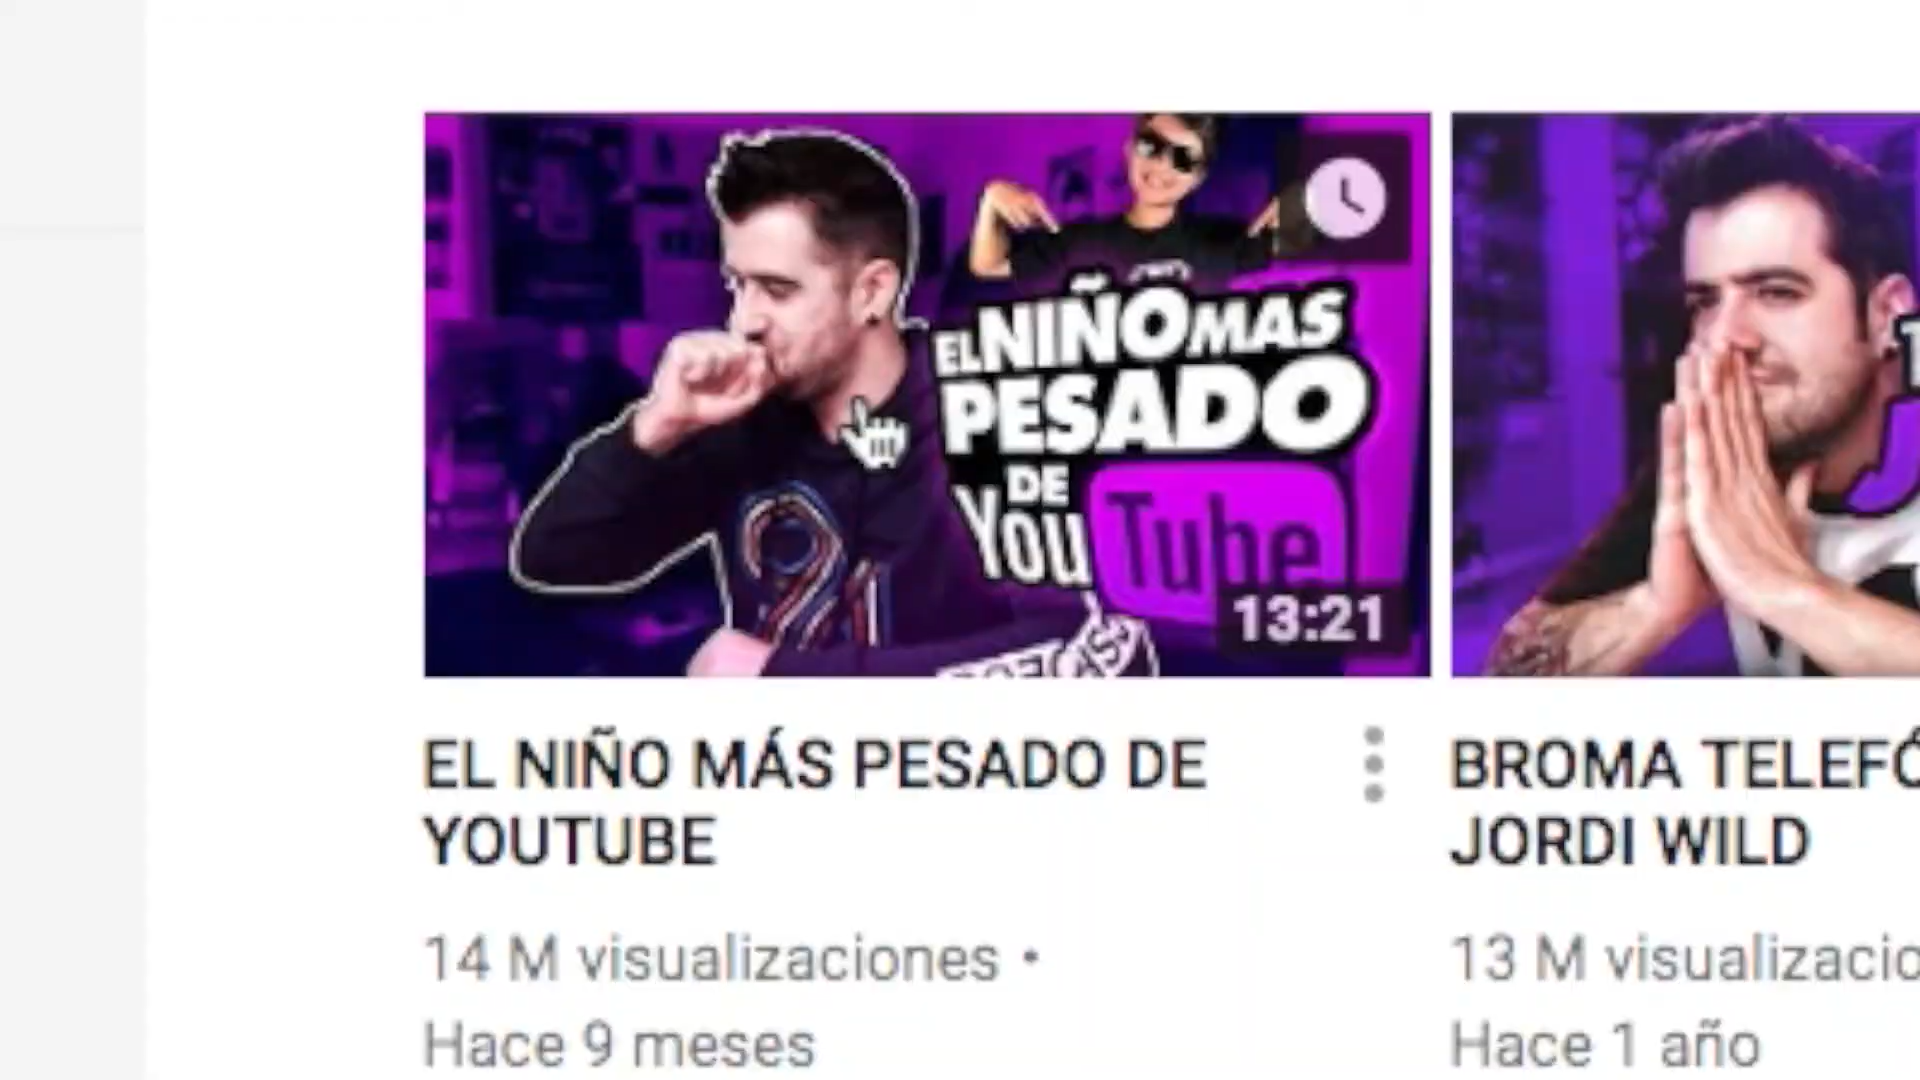 EL NIÑO MAS
PESADO
DE
YouTube
13:21
EL NIÑO MÁS PESADO DE
YOUTUBE
14 M visualizaciones •
Hace 9 meses
BROMA TELEFÓ
JORDI WILD
13 M visualizacio
Hace 1 año